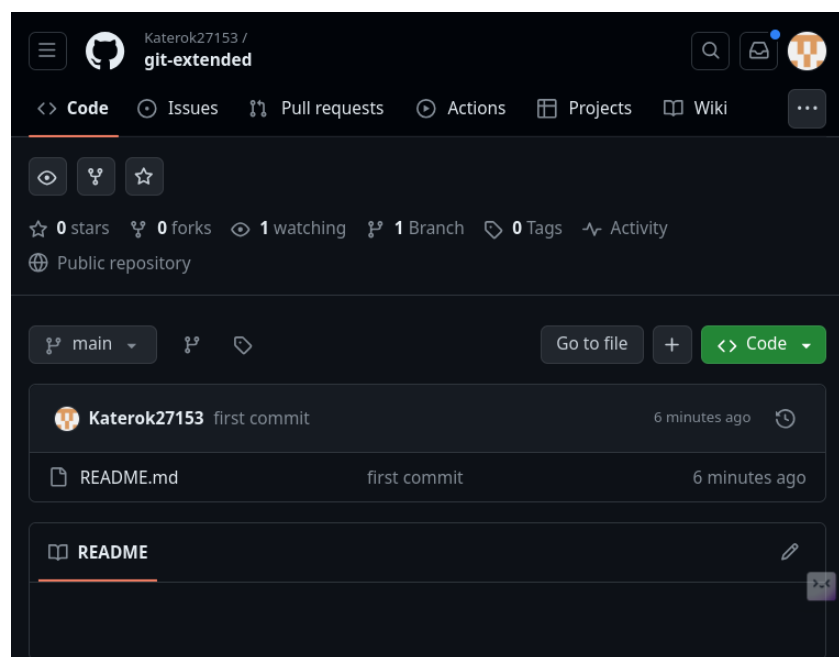 Katerok27153 /
git-extended
Code Issues Pull requests Actions Projects Wiki
0 stars 0 forks 1 watching 1 Branch 0 Tags Activity
Public repository
main Go to file Code
Katerok27153 first commit 6 minutes ago
README.md first commit 6 minutes ago
README